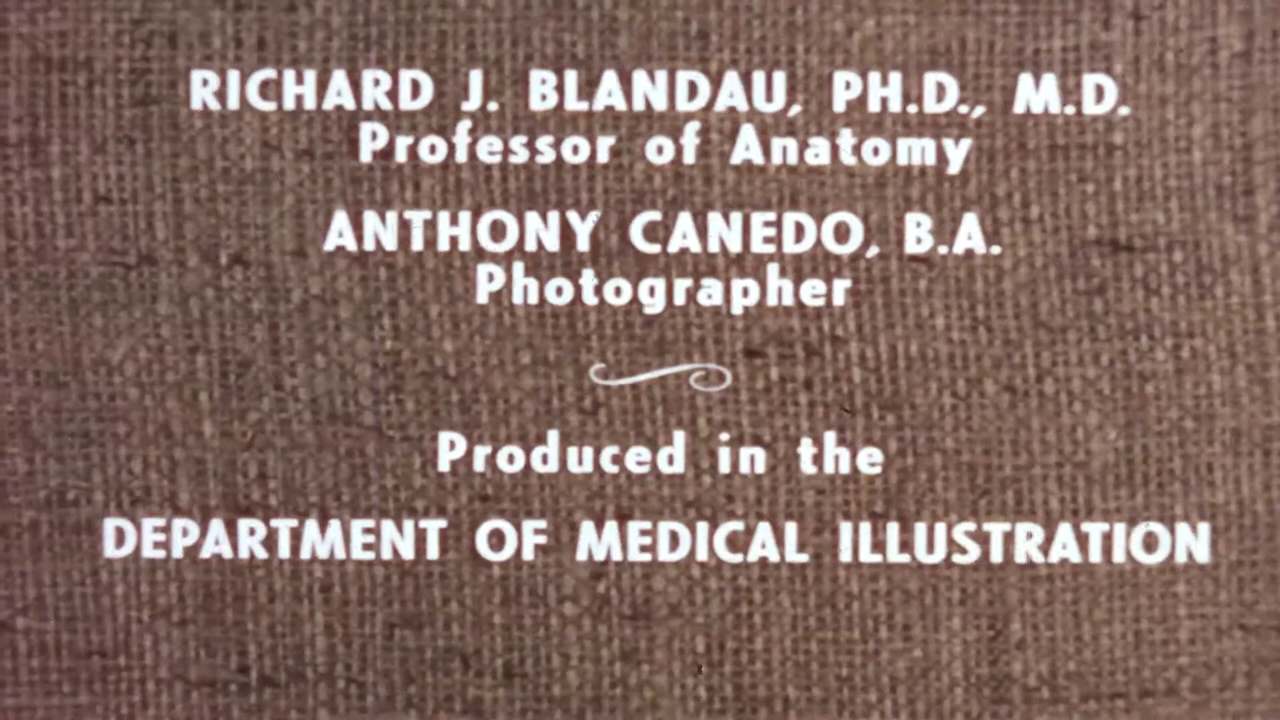 RICHARD J. BLANDAU, PH.D., M.D.
Professor of Anatomy
ANTHONY CANEDO, B.A.
Photographer
Produced in the
DEPARTMENT OF MEDICAL ILLUSTRATION